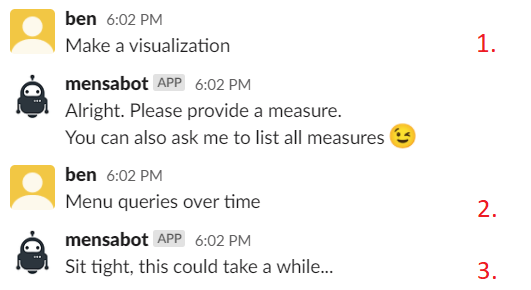 ben 6:02 PM
Make a visualization
1.
mensabot APP 6:02 PM
Alright. Please provide a measure.
You can also ask me to list all measures 😉
ben 6:02 PM
Menu queries over time
2.
mensabot APP 6:02 PM
Sit tight, this could take a while...
3.